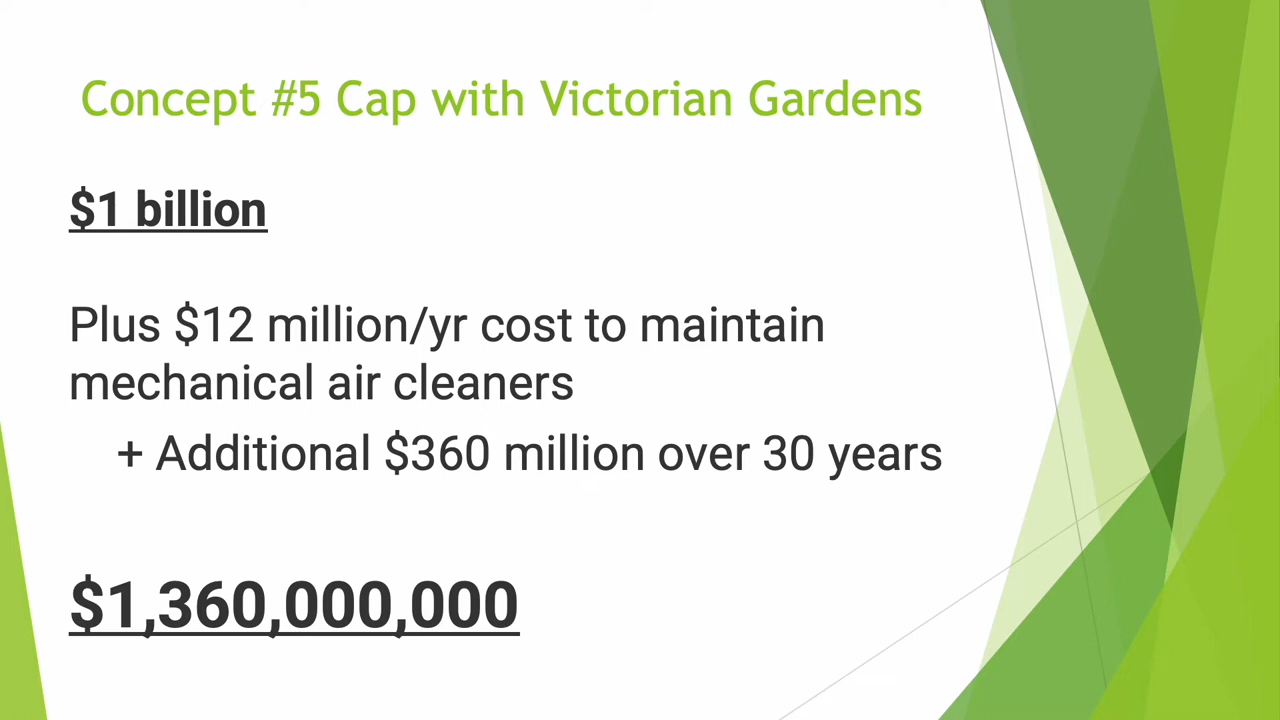 Concept #5 Cap with Victorian Gardens
$1 billion
Plus $12 million/yr cost to maintain
mechanical air cleaners
+ Additional $360 million over 30 years
$1,360,000,000